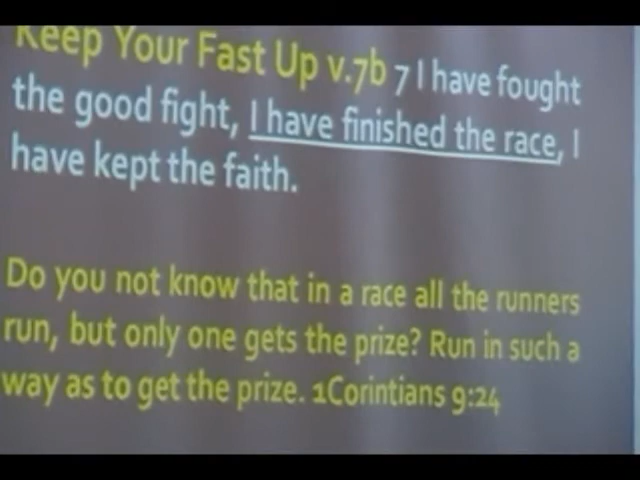 Keep Your Fast Up v.7b 7 I have fought
the good fight, I have finished the race, I
have kept the faith.
Do you not know that in a race all the runners
run, but only one gets the prize? Run in such a
way as to get the prize. 1Corintians 9:24